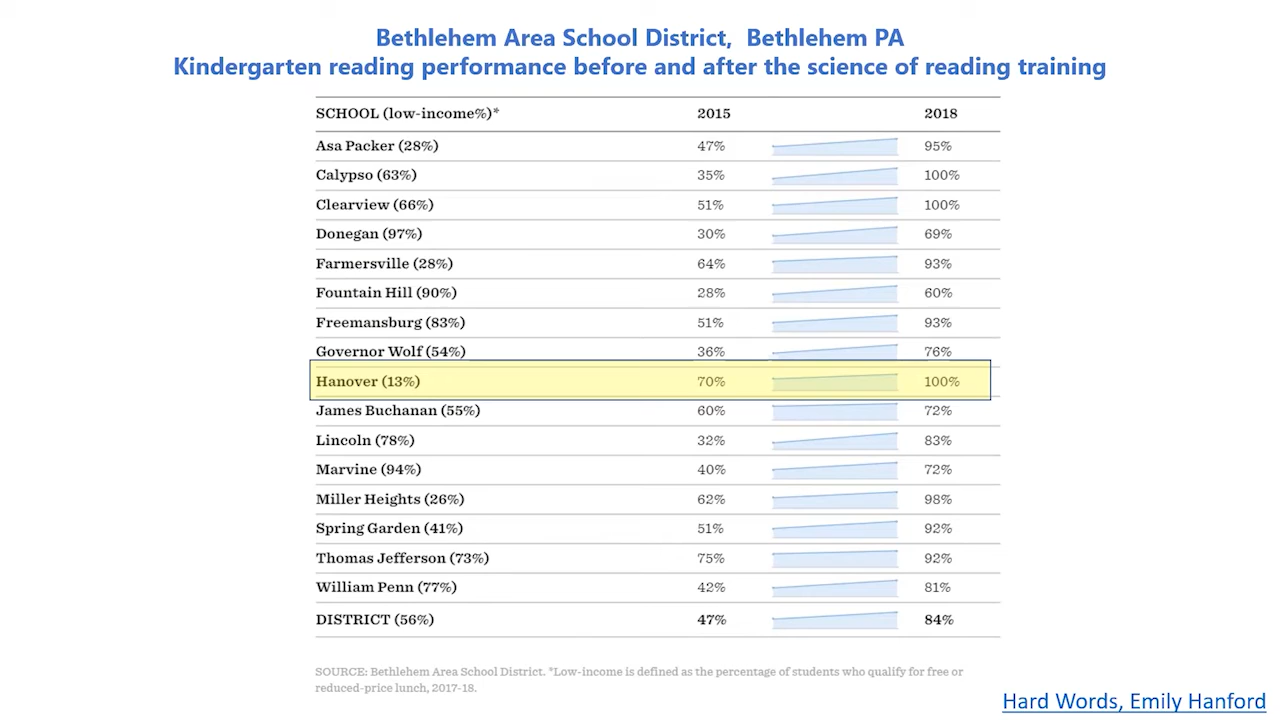 Bethlehem Area School District, Bethlehem PA
Kindergarten reading performance before and after the science of reading training
SCHOOL (low-income%)* 2015 2018
Asa Packer (28%) 47% 95%
Calypso (63%) 35% 100%
Clearview (66%) 51% 100%
Donegan (97%) 30% 69%
Farmersville (28%) 64% 93%
Fountain Hill (90%) 28% 60%
Freemansburg (83%) 51% 93%
Governor Wolf (54%) 36% 76%
Hanover (13%) 70% 100%
James Buchanan (55%) 60% 72%
Lincoln (78%) 32% 83%
Marvine (94%) 40% 72%
Miller Heights (26%) 62% 98%
Spring Garden (41%) 51% 92%
Thomas Jefferson (73%) 75% 92%
William Penn (77%) 42% 81%
DISTRICT (56%) 47% 84%
SOURCE: Bethlehem Area School District. *Low-income is defined as the percentage of students who qualify for free or
reduced-price lunch, 2017-18.
Hard Words, Emily Hanford